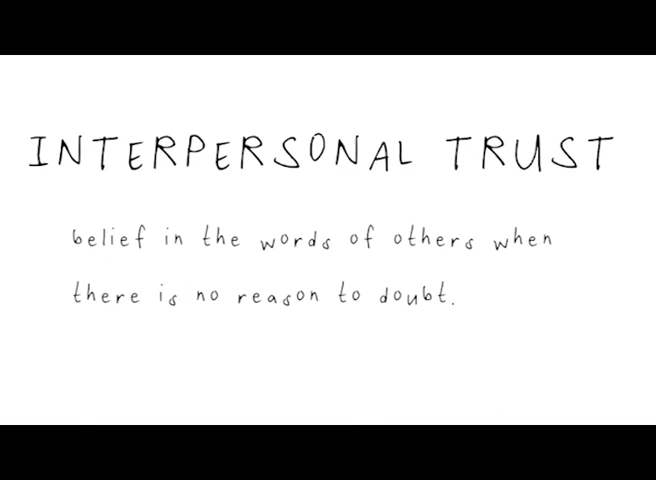 INTERPERSONAL TRUST
belief in the words of others when
there is no reason to doubt.